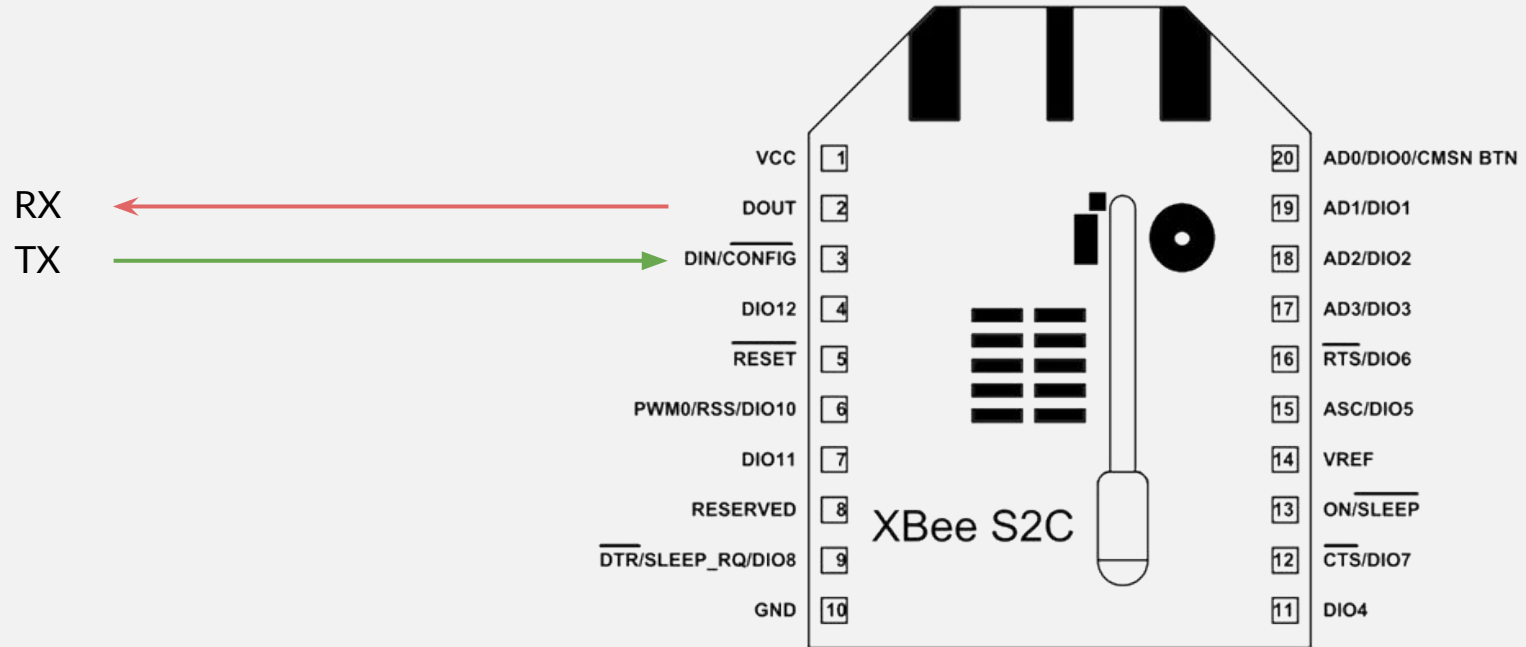 VCC 1
RX DOUT 2
TX DIN/CONFIG 3
DIO12 4
RESET 5
PWM0/RSS/DIO10 6
DIO11 7
RESERVED 8
DTR/SLEEP_RQ/DIO8 9
GND 10
XBee S2C
20 AD0/DIO0/CMSN BTN
19 AD1/DIO1
18 AD2/DIO2
17 AD3/DIO3
16 RTS/DIO6
15 ASC/DIO5
14 VREF
13 ON/SLEEP
12 CTS/DIO7
11 DIO4